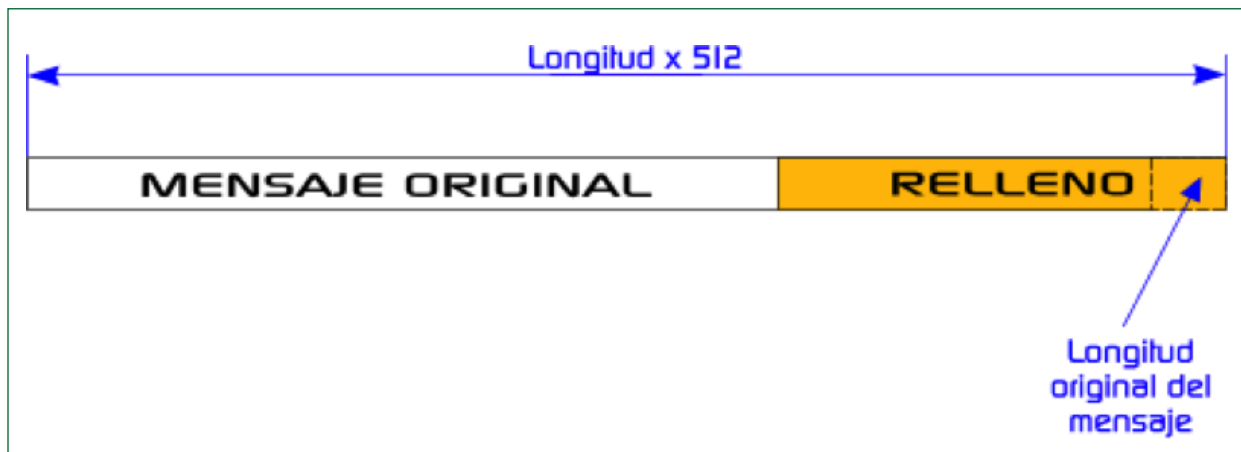 Longitud x 512
MENSAJE ORIGINAL
RELLENO
Longitud
original del
mensaje